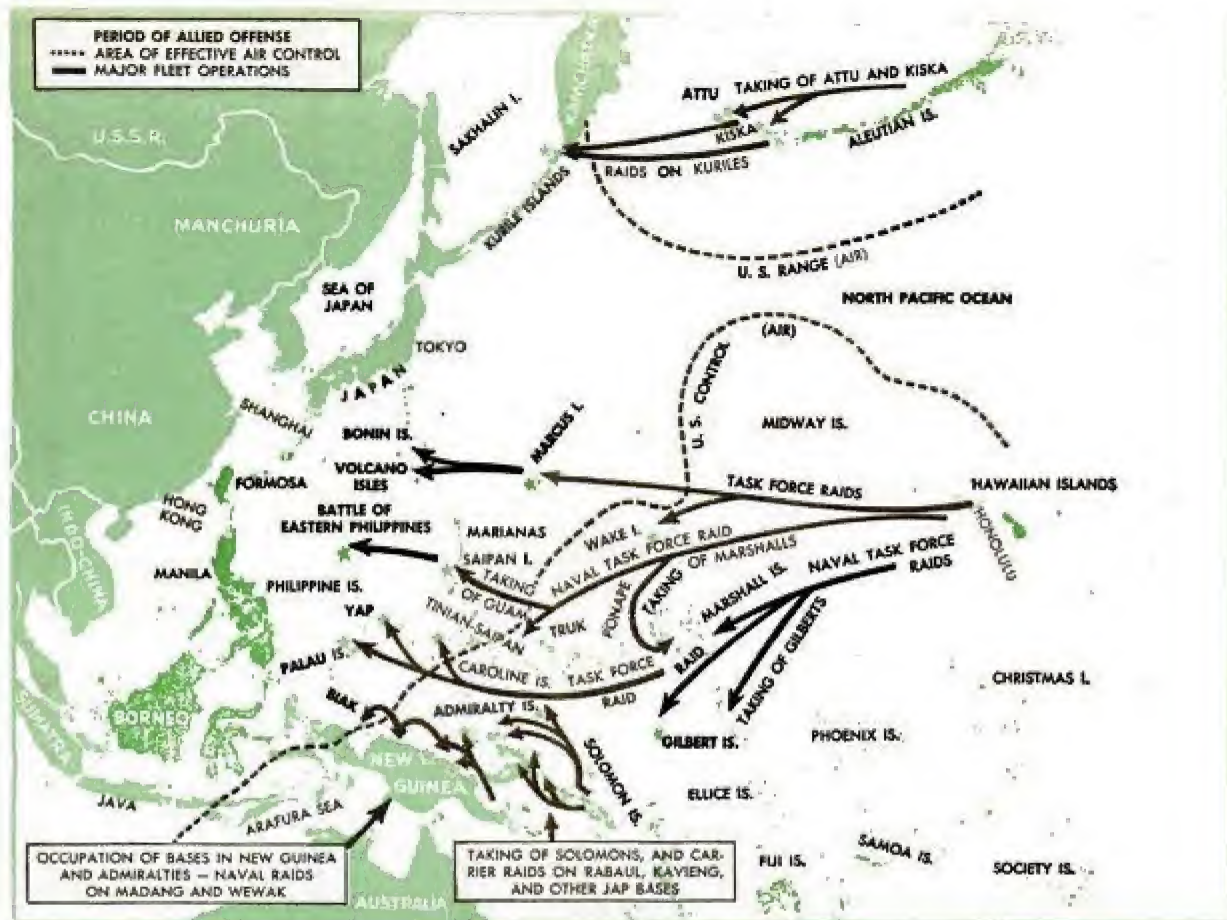 PERIOD OF ALLIED OFFENSE
AREA OF EFFECTIVE AIR CONTROL
MAJOR FLEET OPERATIONS
U.S.S.R.
SAKHALIN I.
KAMCHATKA
ATTU
TAKING OF ATTU AND KISKA
KISKA
ALEUTIAN IS.
RAIDS ON KURILES
KURILE ISLANDS
MANCHURIA
U. S. RANGE (AIR)
SEA OF
JAPAN
NORTH PACIFIC OCEAN
(AIR)
U. S. CONTROL
TOKYO
JAPAN
CHINA
SHANGHAI
MIDWAY IS.
BONIN IS.
MARCUS I.
VOLCANO
ISLES
FORMOSA
TASK FORCE RAIDS
HAWAIIAN ISLANDS
HONOLULU
HONG
KONG
INDO-CHINA
BATTLE OF
EASTERN PHILIPPINES
MARIANAS
WAKE I.
SAIPAN I.
NAVAL TASK FORCE RAID
TAKING
OF GUAM
TINIAN-SAIPAN
TAKING OF MARSHALLS
NAVAL TASK FORCE
RAIDS
MANILA
PHILIPPINE IS.
YAP
TRUK
PONAPE
MARSHALL IS.
TAKING OF GILBERTS
PALAU IS.
CAROLINE IS.
TASK FORCE
RAID
RAID
CHRISTMAS I.
BIAK
ADMIRALTY IS.
SUMATRA
BORNEO
GILBERT IS.
PHOENIX IS.
NEW
GUINEA
SOLOMON IS.
ELLICE IS.
JAVA
ARAFURA SEA
OCCUPATION OF BASES IN NEW GUINEA
AND ADMIRALTIES — NAVAL RAIDS
ON MADANG AND WEWAK
TAKING OF SOLOMONS, AND CAR-
RIER RAIDS ON RABAUL, KAVIENG,
AND OTHER JAP BASES
FIJI IS.
SAMOA IS.
SOCIETY IS.
AUSTRALIA